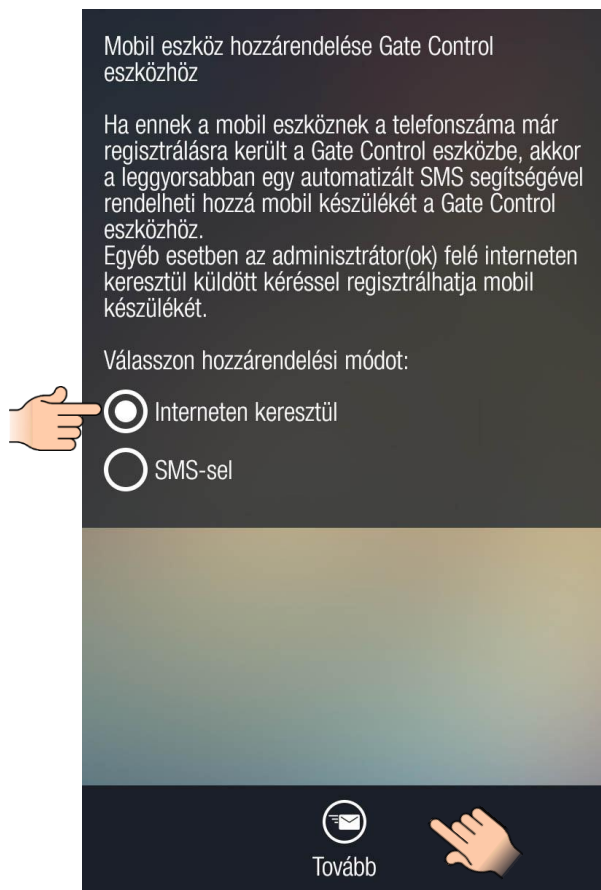 Mobil eszköz hozzárendelése Gate Control
eszközhöz
Ha ennek a mobil eszköznek a telefonszáma már
regisztrálásra került a Gate Control eszközbe, akkor
a leggyorsabban egy automatizált SMS segítségével
rendelheti hozzá mobil készülékét a Gate Control
eszközhöz.
Egyéb esetben az adminisztrátor(ok) felé interneten
keresztül küldött kéréssel regisztrálhatja mobil
készülékét.
Válasszon hozzárendelési módot:
Interneten keresztül
SMS-sel
Tovább